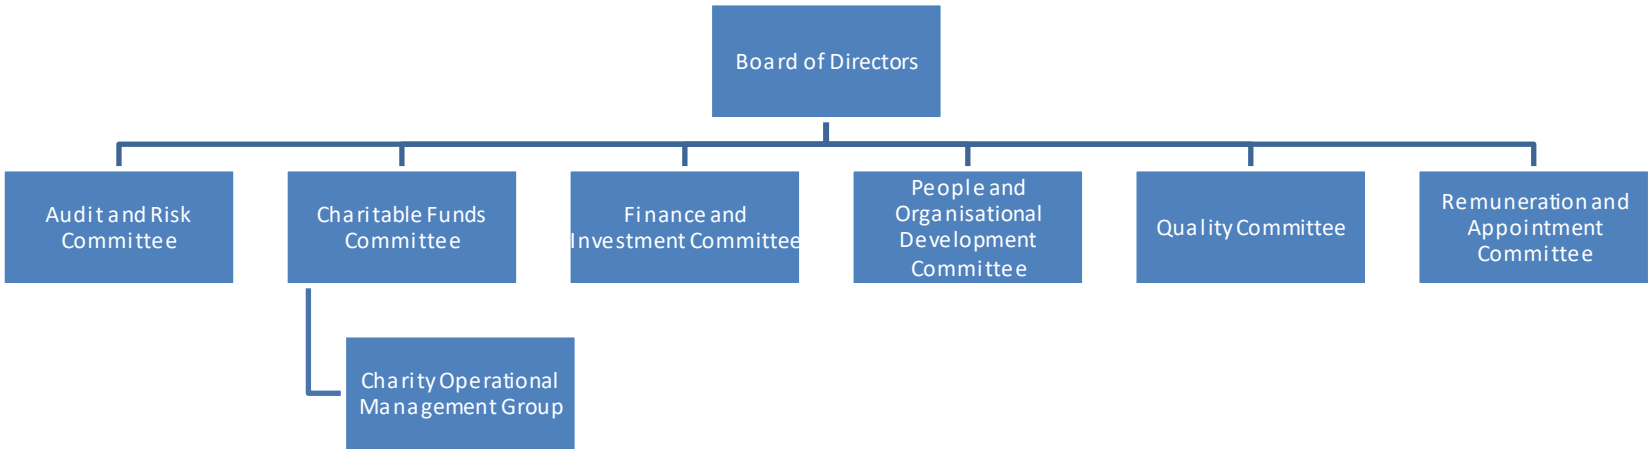 Board of Directors
Audit and Risk
Committee
Charitable Funds
Committee
Finance and
Investment Committee
People and
Organisational
Development
Committee
Quality Committee
Remuneration and
Appointment
Committee
Charity Operational
Management Group